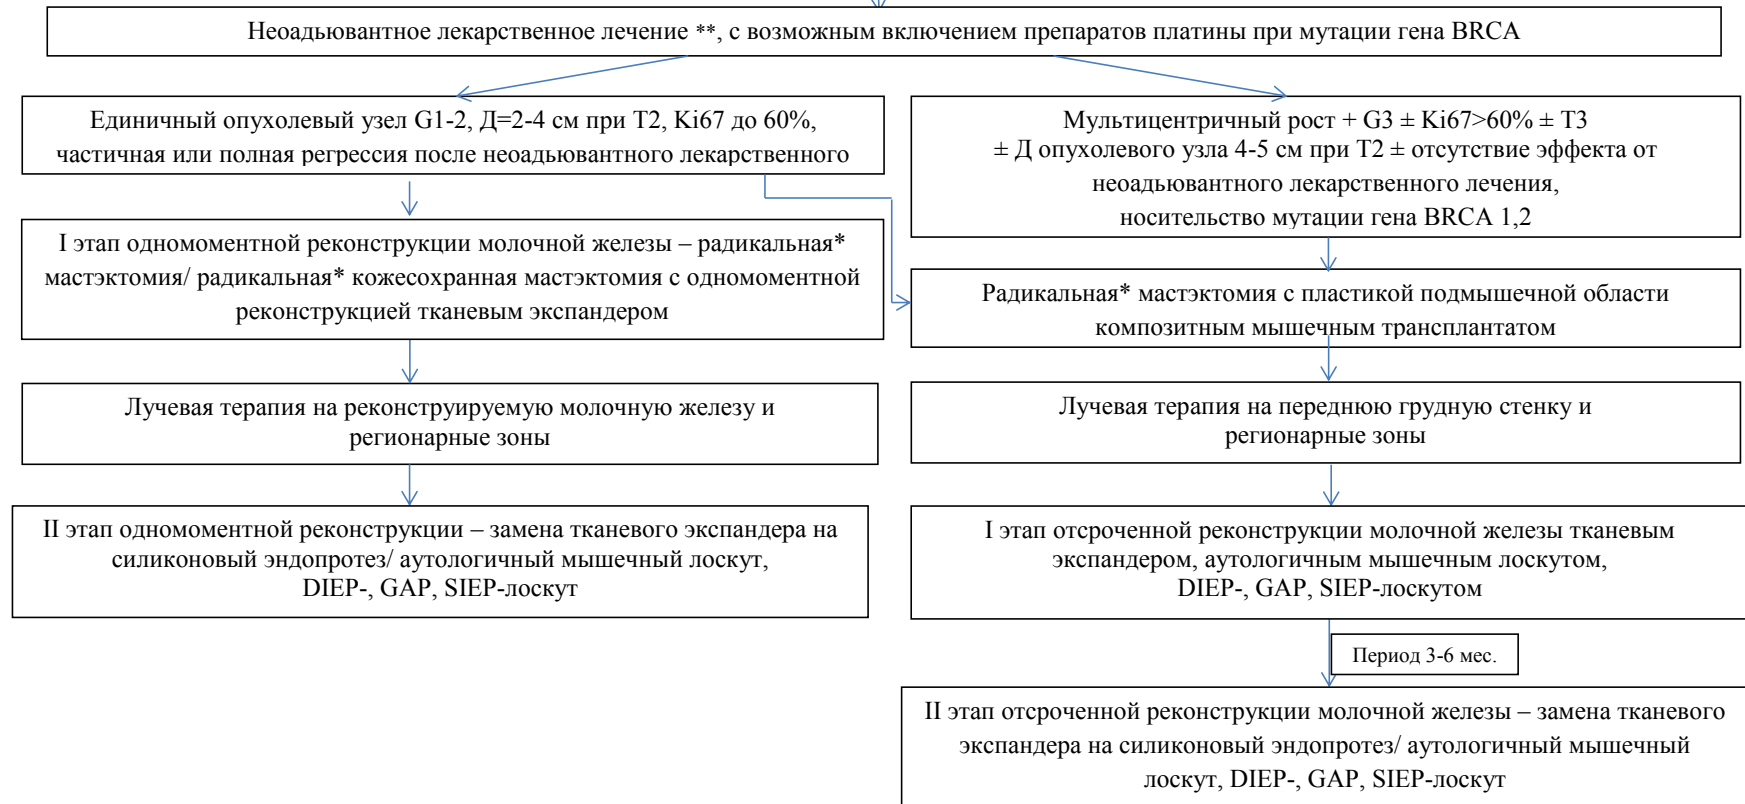 Неоадьювантное лекарственное лечение **, с возможным включением препаратов платины при мутации гена BRCA
Единичный опухолевый узел G1-2, Д=2-4 см при T2, Ki67 до 60%,
частичная или полная регрессия после неоадьювантного лекарственного
I этап одномоментной реконструкции молочной железы – радикальная*
мастэктомия/ радикальная* кожесохранная мастэктомия с одномоментной
реконструкцией тканевым экспандером
Лучевая терапия на реконструируемую молочную железу и
регионарные зоны
II этап одномоментной реконструкции – замена тканевого экспандера на
силиконовый эндопротез/ аутологичный мышечный лоскут,
DIEP-, GAP, SIEP-лоскут
Мультицентричный рост + G3 ± Ki67>60% ± T3
± Д опухолевого узла 4-5 см при T2 ± отсутствие эффекта от
неоадьювантного лекарственного лечения,
носительство мутации гена BRCA 1,2
Радикальная* мастэктомия с пластикой подмышечной области
композитным мышечным трансплантатом
Лучевая терапия на переднюю грудную стенку и
регионарные зоны
I этап отсроченной реконструкции молочной железы тканевым
экспандером, аутологичным мышечным лоскутом,
DIEP-, GAP, SIEP-лоскутом
Период 3-6 мес.
II этап отсроченной реконструкции молочной железы – замена тканевого
экспандера на силиконовый эндопротез/ аутологичный мышечный
лоскут, DIEP-, GAP, SIEP-лоскут